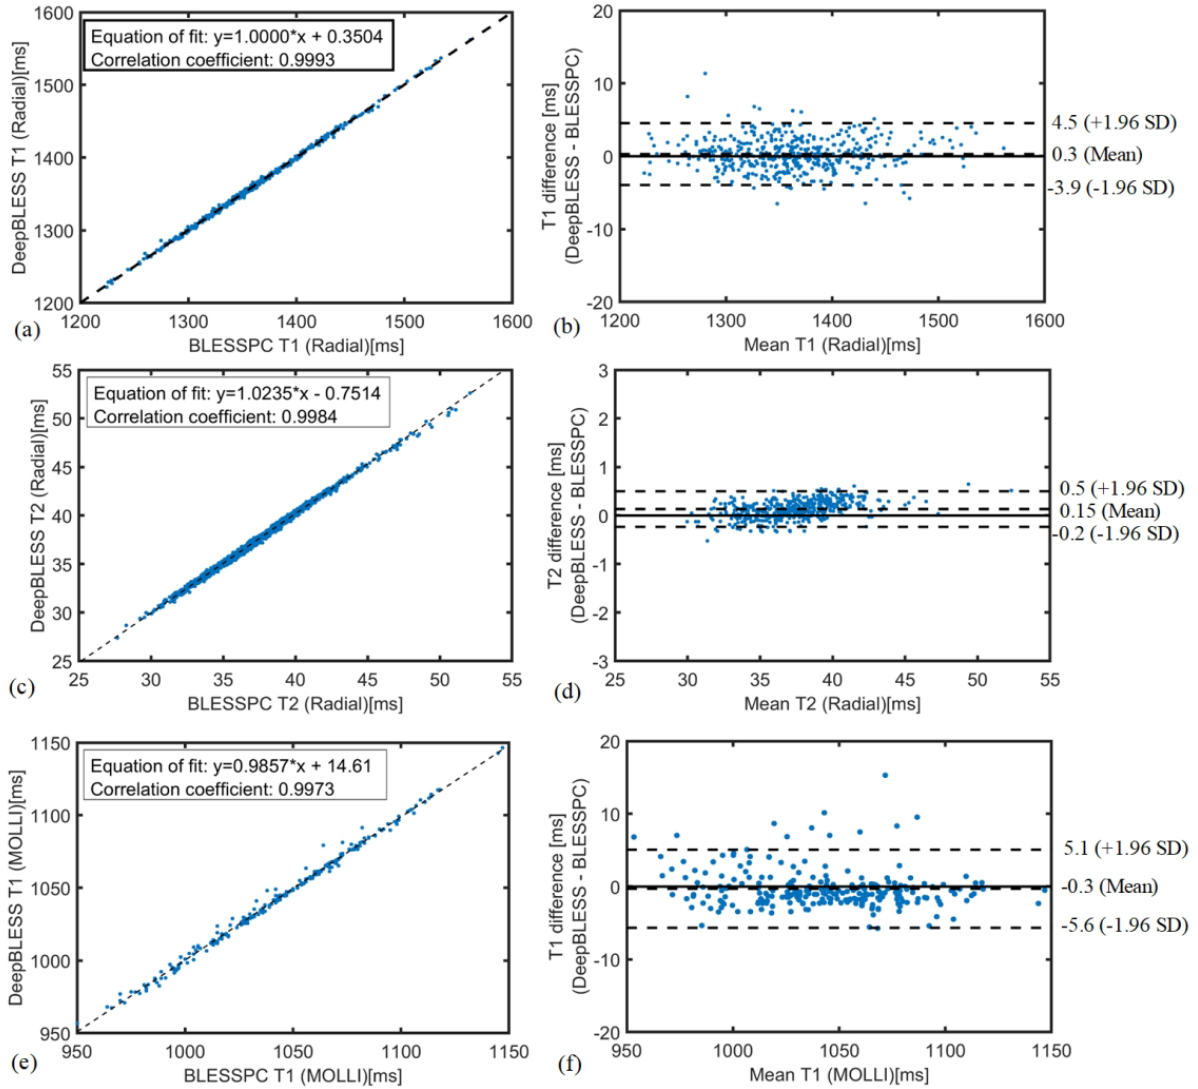 1600
1500
1400
1300
1200
1200
1300
1400
1500
1600
DeepBLESS T1 (Radial)[ms]
Equation of fit: y=1.0000*x + 0.3504
Correlation coefficient: 0.9993
BLESSPC T1 (Radial)[ms]
(a)
20
10
0
-10
-20
1200
1300
1400
1500
1600
T1 difference [ms]
(DeepBLESS - BLESSPC)
4.5 (+1.96 SD)
0.3 (Mean)
-3.9 (-1.96 SD)
Mean T1 (Radial)[ms]
(b)
55
50
45
40
35
30
25
25
30
35
40
45
50
55
DeepBLESS T2 (Radial)[ms]
Equation of fit: y=1.0235*x - 0.7514
Correlation coefficient: 0.9984
BLESSPC T2 (Radial)[ms]
(c)
3
2
1
0
-1
-2
-3
25
30
35
40
45
50
55
T2 difference [ms]
(DeepBLESS - BLESSPC)
0.5 (+1.96 SD)
0.15 (Mean)
-0.2 (-1.96 SD)
Mean T2 (Radial)[ms]
(d)
1150
1100
1050
1000
950
950
1000
1050
1100
1150
DeepBLESS T1 (MOLLI)[ms]
Equation of fit: y=0.9857*x + 14.61
Correlation coefficient: 0.9973
BLESSPC T1 (MOLLI)[ms]
(e)
20
10
0
-10
-20
950
1000
1050
1100
1150
T1 difference [ms]
(DeepBLESS - BLESSPC)
5.1 (+1.96 SD)
-0.3 (Mean)
-5.6 (-1.96 SD)
Mean T1 (MOLLI)[ms]
(f)